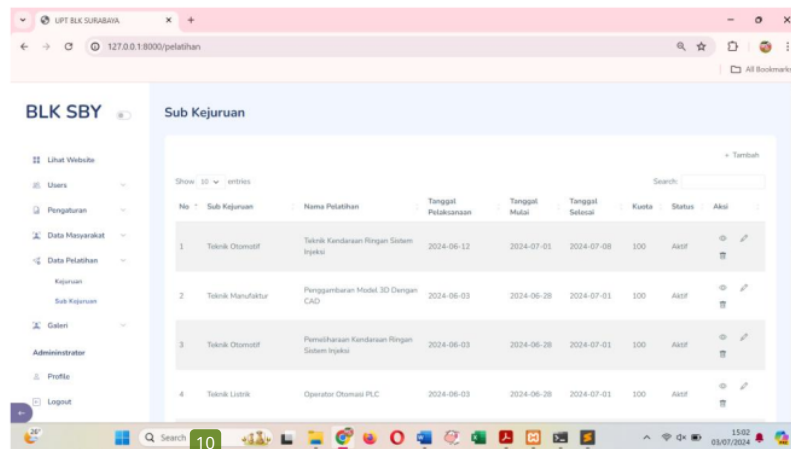 UPT BLK SURABAYA
127.0.0.1:8000/pelatihan
All Bookmarks
BLK SBY
Lihat Website
Users
Pengaturan
Data Masyarakat
Data Pelatihan
Kejuruan
Sub Kejuruan
Galeri
Admininstrator
Profile
Logout
Sub Kejuruan
+ Tambah
Show 10 entries
Search:
No Sub Kejuruan Nama Pelatihan Tanggal Pelaksanaan Tanggal Mulai Tanggal Selesai Kuota Status Aksi
1 Teknik Otomotif Teknik Kendaraan Ringan Sistem Injeksi 2024-06-12 2024-07-01 2024-07-08 100 Aktif
2 Teknik Manufaktur Penggambaran Model 3D Dengan CAD 2024-06-03 2024-06-28 2024-07-01 100 Aktif
3 Teknik Otomotif Pemeliharaan Kendaraan Ringan Sistem Injeksi 2024-06-03 2024-06-28 2024-07-01 100 Aktif
4 Teknik Listrik Operator Otomasi PLC 2024-06-03 2024-06-28 2024-07-01 100 Aktif
26°
Search
10
15:02
03/07/2024